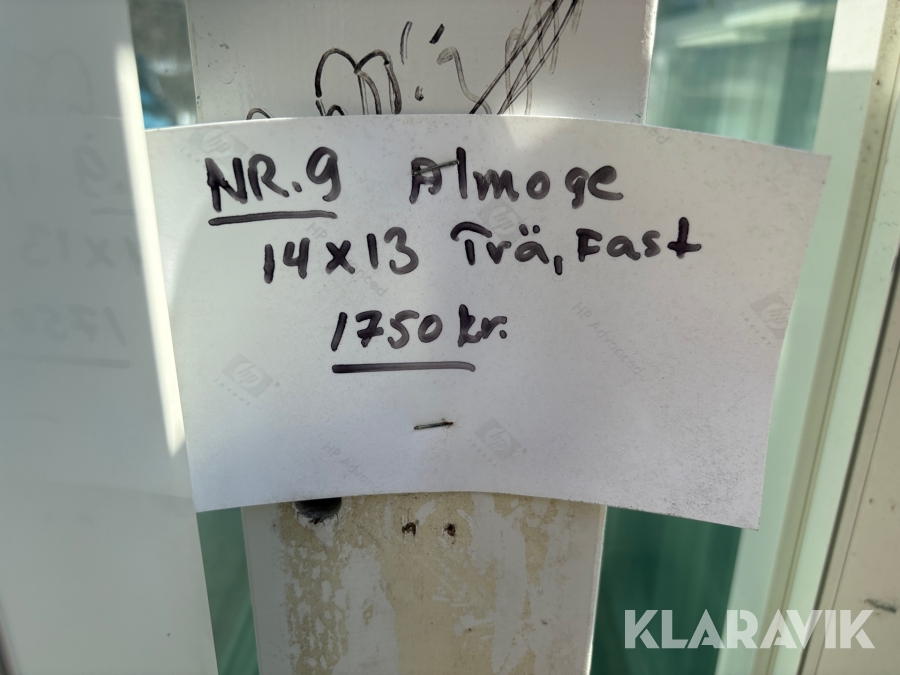 NR.9 Almoge
14x13 Trä, Fast
1750 kr.
KLARAVIK